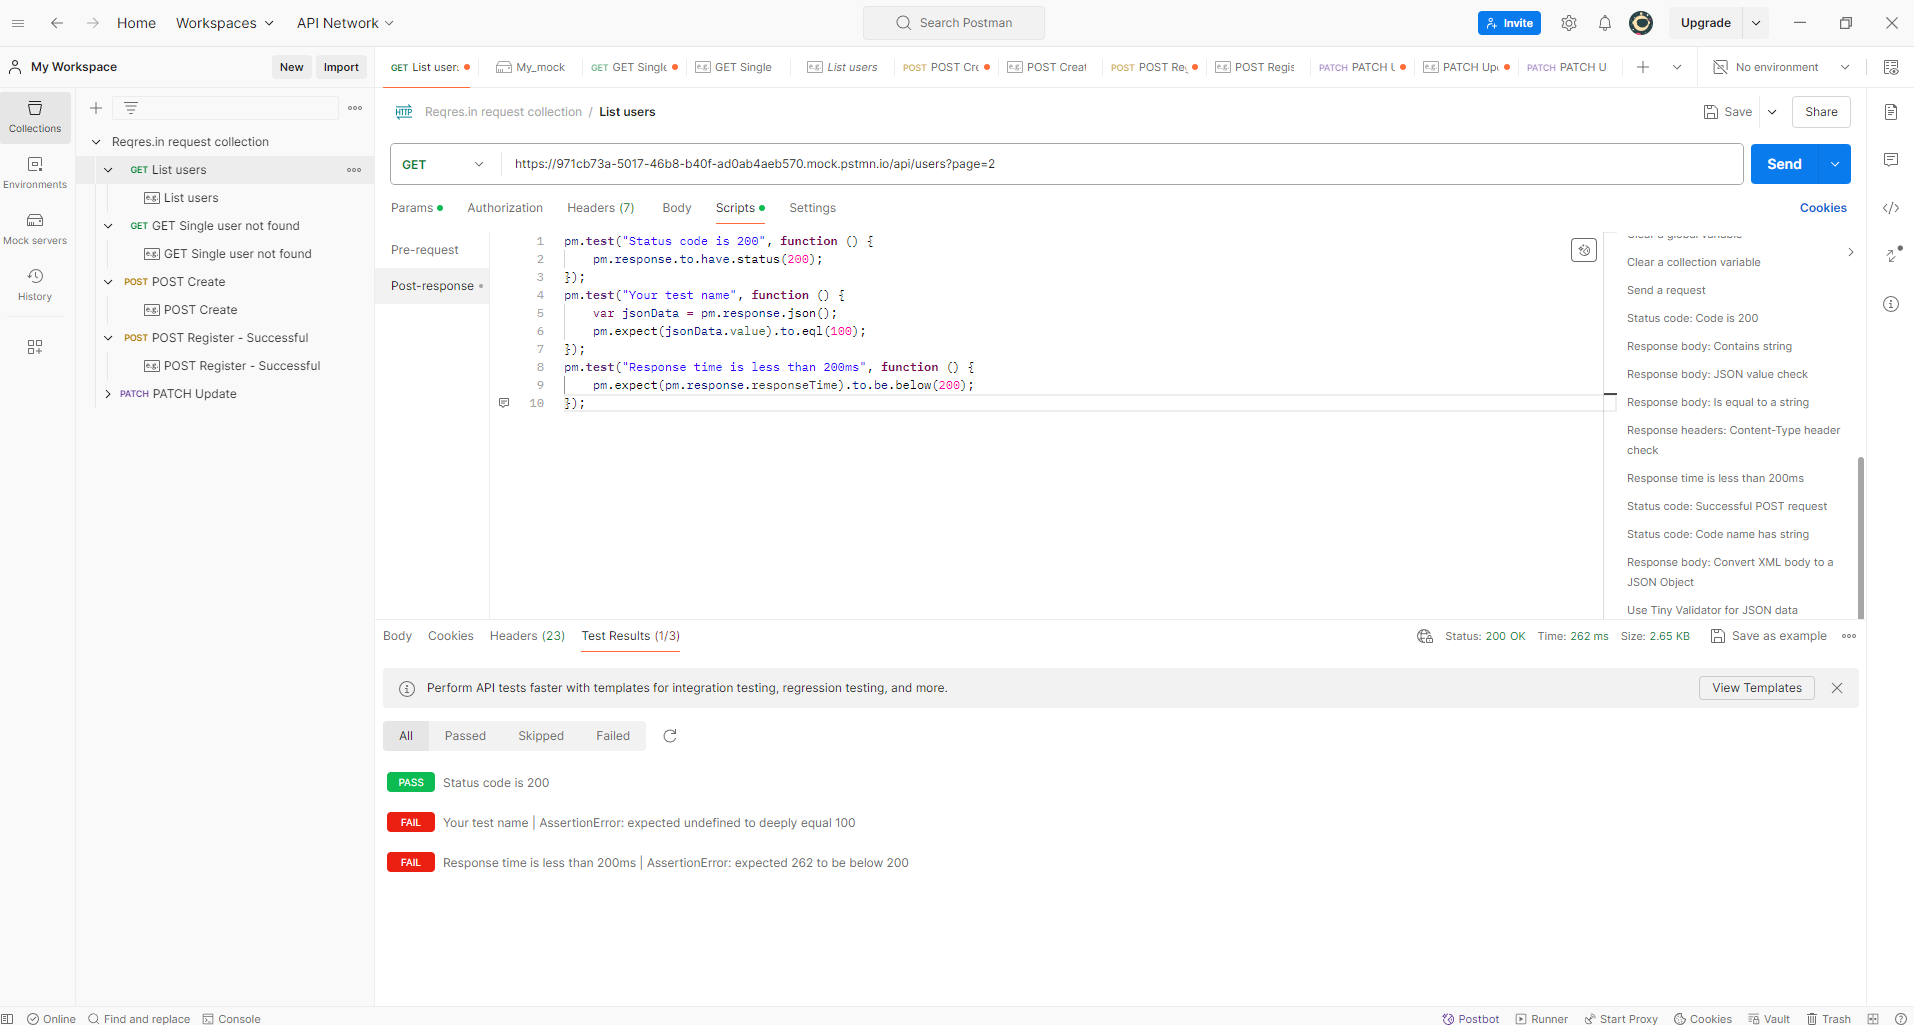 Home
Workspaces
API Network
Search Postman
Invite
Upgrade
My Workspace
New
Import
GET List user
My_mock
GET GET Single
e.g. GET Single
e.g. List users
POST POST Cr
e.g. POST Creat
POST POST Re
e.g. POST Regis
PATCH PATCH U
e.g. PATCH Up
PATCH PATCH U
No environment
Collections
Environments
Mock servers
History
Reqres.in request collection
GET List users
e.g. List users
GET GET Single user not found
e.g. GET Single user not found
POST POST Create
e.g. POST Create
POST POST Register - Successful
e.g. POST Register - Successful
PATCH PATCH Update
HTTP Reqres.in request collection / List users
Save
Share
GET
https://971cb73a-5017-46b8-b40f-ad0ab4aeb570.mock.pstmn.io/api/users?page=2
Send
Params
Authorization
Headers (7)
Body
Scripts
Settings
Cookies
Pre-request
Post-response
1 pm.test("Status code is 200", function () {
2 pm.response.to.have.status(200);
3 });
4 pm.test("Your test name", function () {
5 var jsonData = pm.response.json();
6 pm.expect(jsonData.value).to.eql(100);
7 });
8 pm.test("Response time is less than 200ms", function () {
9 pm.expect(pm.response.responseTime).to.be.below(200);
10 });
Clear a global variable
Clear a collection variable
Send a request
Status code: Code is 200
Response body: Contains string
Response body: JSON value check
Response body: Is equal to a string
Response headers: Content-Type header
check
Response time is less than 200ms
Status code: Successful POST request
Status code: Code name has string
Response body: Convert XML body to a
JSON Object
Use Tiny Validator for JSON data
Body
Cookies
Headers (23)
Test Results (1/3)
Status: 200 OK
Time: 262 ms
Size: 2.65 KB
Save as example
Perform API tests faster with templates for integration testing, regression testing, and more.
View Templates
All
Passed
Skipped
Failed
PASS Status code is 200
FAIL Your test name | AssertionError: expected undefined to deeply equal 100
FAIL Response time is less than 200ms | AssertionError: expected 262 to be below 200
Online
Find and replace
Console
Postbot
Runner
Start Proxy
Cookies
Vault
Trash